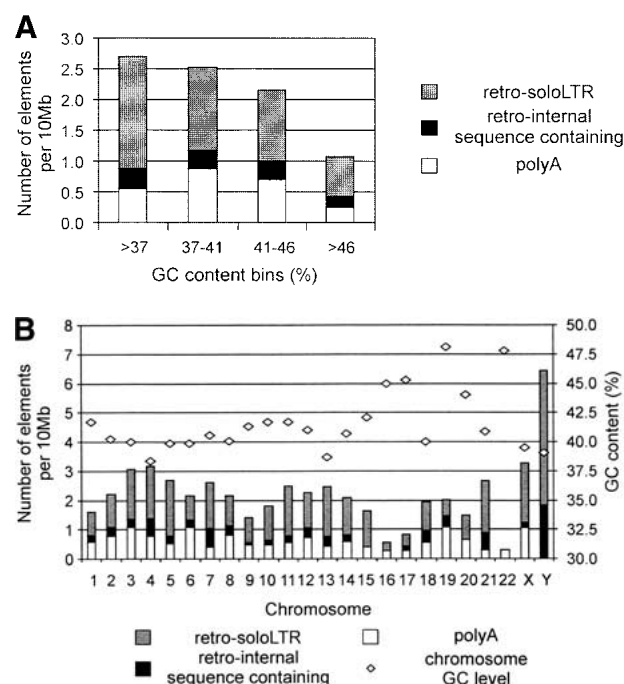 A
Number of elements
per 10Mb
3.0
2.5
2.0
1.5
1.0
0.5
0.0
>37
37-41
41-46
>46
GC content bins (%)
retro-soloLTR
retro-internal
sequence containing
polyA
B
Number of elements
per 10Mb
8
7
6
5
4
3
2
1
0
50.0
47.5
45.0
42.5
40.0
37.5
35.0
32.5
30.0
GC content (%)
1 2 3 4 5 6 7 8 9 10 11 12 13 14 15 16 17 18 19 20 21 22 X Y
Chromosome
retro-soloLTR
retro-internal
sequence containing
polyA
chromosome
GC level